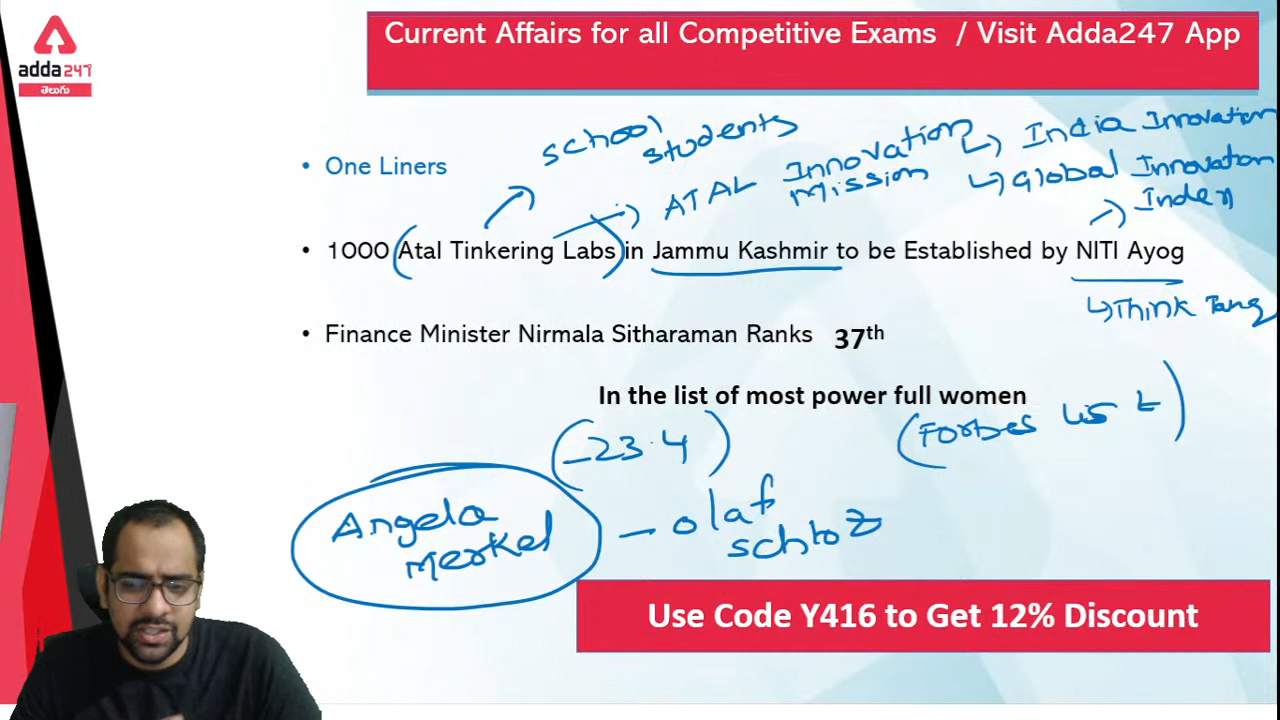 Current Affairs for all Competitive Exams / Visit Adda247 App
adda247
తెలుగు
school
students
India Innovation
• One Liners
ATAL Innovation
Mission
Global Innovation
Index
• 1000 Atal Tinkering Labs in Jammu Kashmir to be Established by NITI Ayog
Think Tang
• Finance Minister Nirmala Sitharaman Ranks 37th
In the list of most power full women
(Forbes
(-23.4)
Angela
Merkel
- olaf
Use Code Y416 to Get 12% Discount